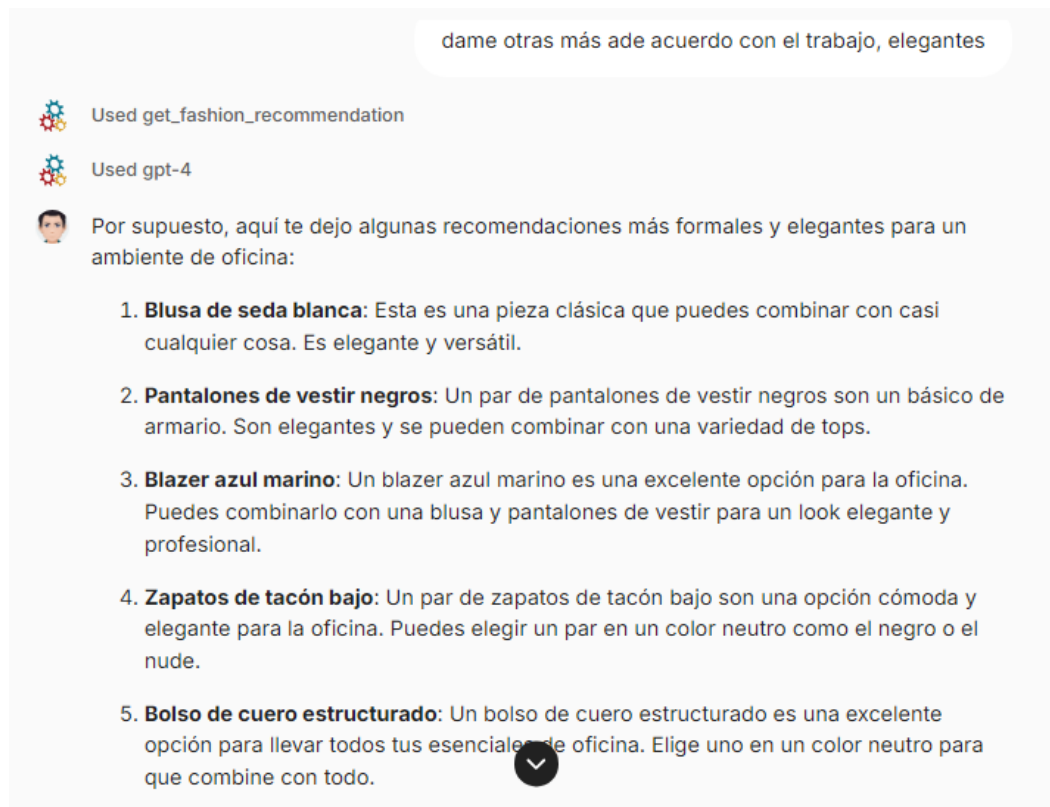 dame otras más ade acuerdo con el trabajo, elegantes
Used get_fashion_recommendation
Used gpt-4
Por supuesto, aquí te dejo algunas recomendaciones más formales y elegantes para un
ambiente de oficina:
1. Blusa de seda blanca: Esta es una pieza clásica que puedes combinar con casi
cualquier cosa. Es elegante y versátil.
2. Pantalones de vestir negros: Un par de pantalones de vestir negros son un básico de
armario. Son elegantes y se pueden combinar con una variedad de tops.
3. Blazer azul marino: Un blazer azul marino es una excelente opción para la oficina.
Puedes combinarlo con una blusa y pantalones de vestir para un look elegante y
profesional.
4. Zapatos de tacón bajo: Un par de zapatos de tacón bajo son una opción cómoda y
elegante para la oficina. Puedes elegir un par en un color neutro como el negro o el
nude.
5. Bolso de cuero estructurado: Un bolso de cuero estructurado es una excelente
opción para llevar todos tus esenciales de oficina. Elige uno en un color neutro para
que combine con todo.